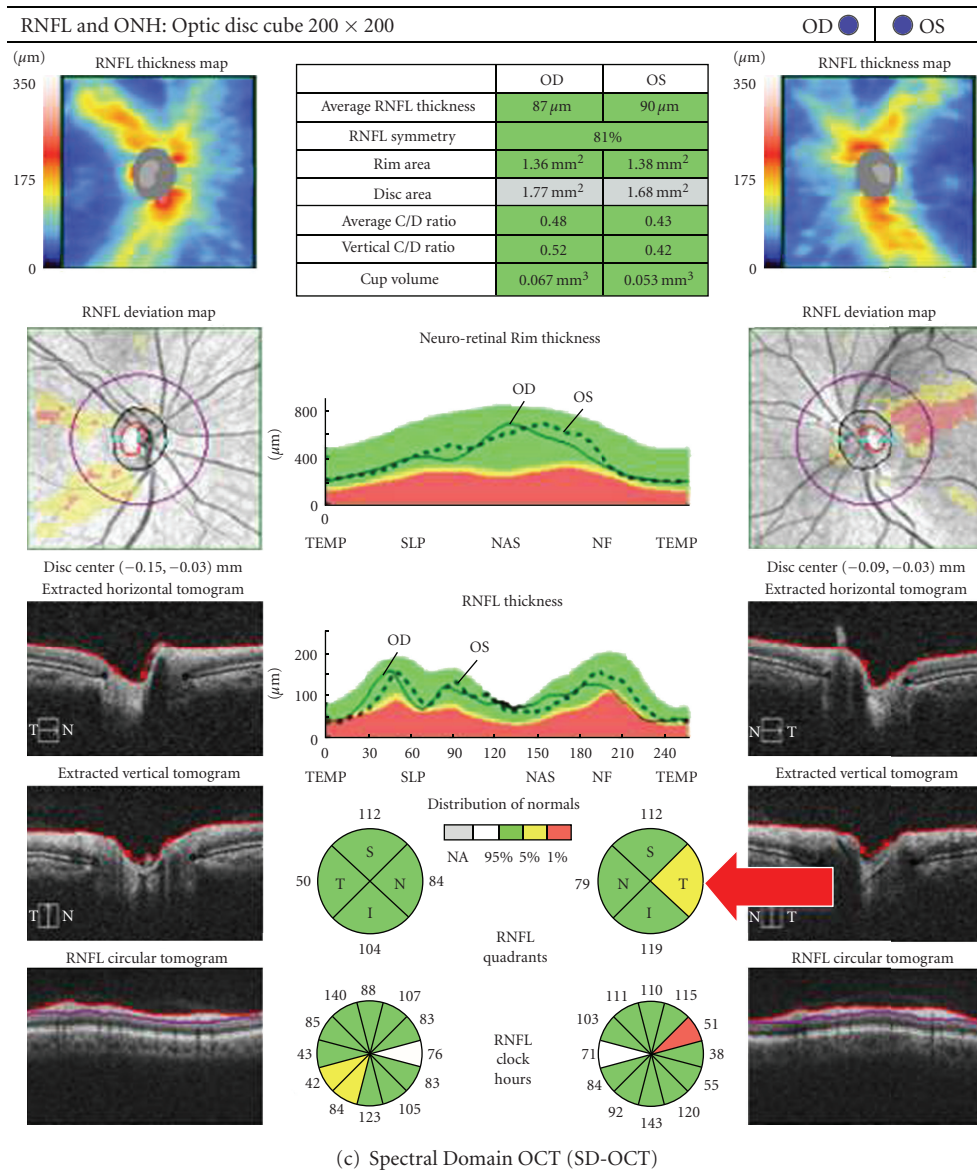 RNFL and ONH: Optic disc cube 200 × 200 OD OS
(μm) RNFL thickness map
350
175
0
OD OS
Average RNFL thickness 87 μm 90 μm
RNFL symmetry 81%
Rim area 1.36 mm² 1.38 mm²
Disc area 1.77 mm² 1.68 mm²
Average C/D ratio 0.48 0.43
Vertical C/D ratio 0.52 0.42
Cup volume 0.067 mm³ 0.053 mm³
(μm) RNFL thickness map
350
175
0
RNFL deviation map
Disc center (−0.15, −0.03) mm
Neuro-retinal Rim thickness
OD OS
(μm)
800
400
200
0
0
TEMP SLP NAS NF TEMP
RNFL deviation map
Disc center (−0.09, −0.03) mm
Extracted horizontal tomogram
T N
RNFL thickness
OD OS
(μm)
200
100
0
0 30 60 90 120 150 180 210 240
TEMP SLP NAS NF TEMP
Extracted horizontal tomogram
N T
Extracted vertical tomogram
T N
Distribution of normals
NA 95% 5% 1%
112
S
50 T N 84
I
104
RNFL
quadrants
112
S
79 N T
I
119
Extracted vertical tomogram
N T
RNFL circular tomogram
88
140 107
85 83
43 76
42 83
84 105
123
RNFL
clock
hours
110
111 115
103 51
71 38
84 55
92 120
143
RNFL circular tomogram
(c) Spectral Domain OCT (SD-OCT)